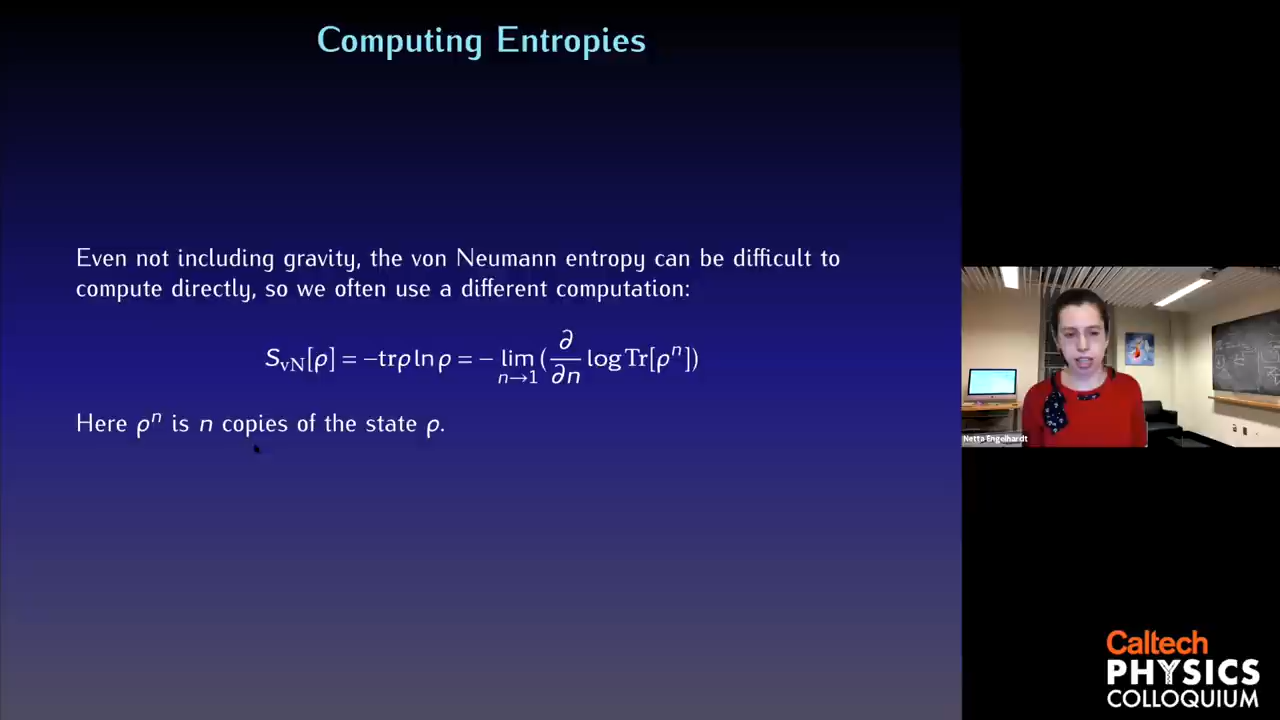 Computing Entropies
Even not including gravity, the von Neumann entropy can be difficult to
compute directly, so we often use a different computation:
S_vN[ρ] = −trρ ln ρ = − lim_{n→1} (∂/∂n log Tr[ρ^n])
Here ρ^n is n copies of the state ρ.
Netta Engelhardt
Caltech
PHYSICS
COLLOQUIUM